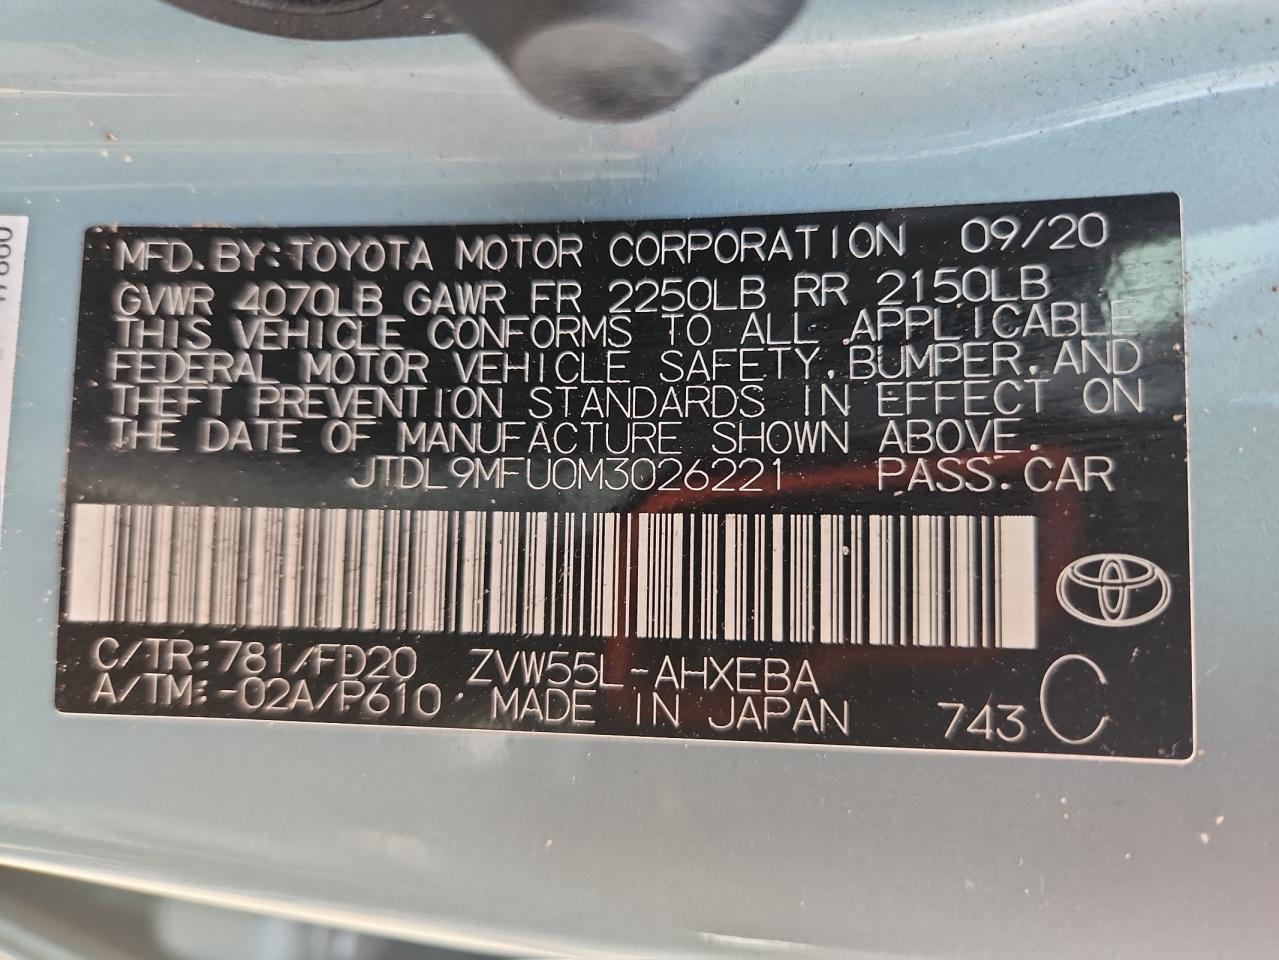 MFD. BY: TOYOTA MOTOR CORPORATION 09/20
GVWR 4070LB GAWR FR 2250LB RR 2150LB
THIS VEHICLE CONFORMS TO ALL APPLICABLE
FEDERAL MOTOR VEHICLE SAFETY, BUMPER, AND
THEFT PREVENTION STANDARDS IN EFFECT ON
THE DATE OF MANUFACTURE SHOWN ABOVE.
JTDL9MFU0M3026221 PASS. CAR
C/TR: 781/FD20 ZVW55L-AHXEBA
A/TM: -02A/P610 MADE IN JAPAN 743 C